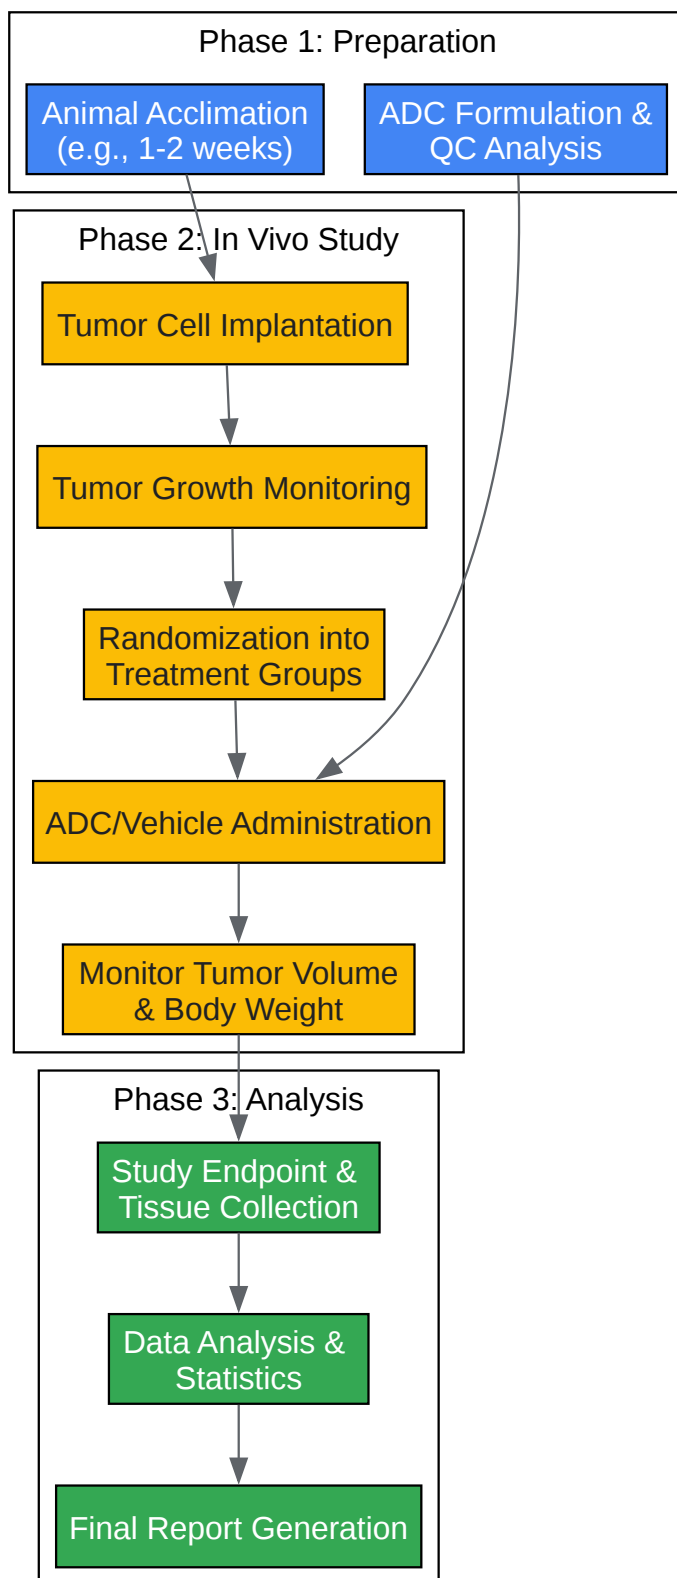 Phase 1: Preparation
Animal Acclimation
(e.g., 1-2 weeks)
ADC Formulation &
QC Analysis
Phase 2: In Vivo Study
Tumor Cell Implantation
Tumor Growth Monitoring
Randomization into
Treatment Groups
ADC/Vehicle Administration
Monitor Tumor Volume
& Body Weight
Phase 3: Analysis
Study Endpoint &
Tissue Collection
Data Analysis &
Statistics
Final Report Generation